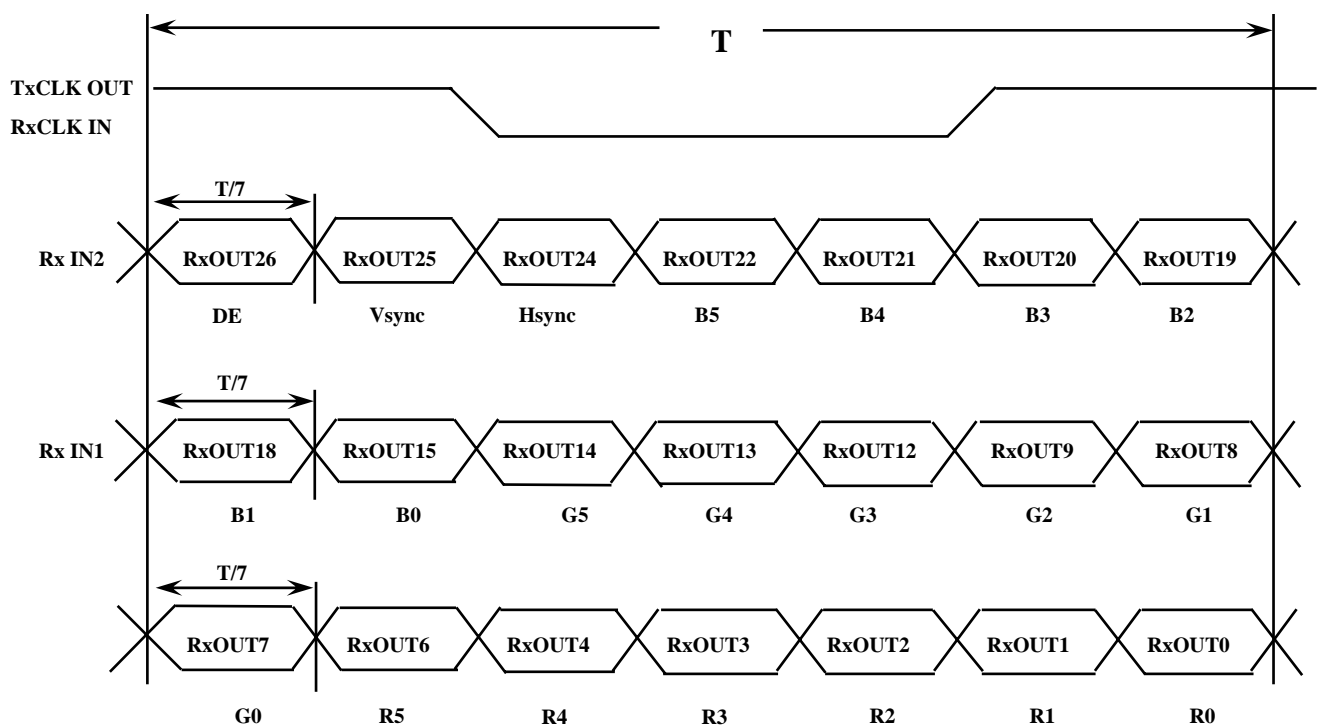 T
TxCLK OUT
RxCLK IN
T/7
Rx IN2 RxOUT26 RxOUT25 RxOUT24 RxOUT22 RxOUT21 RxOUT20 RxOUT19
DE Vsync Hsync B5 B4 B3 B2
T/7
Rx IN1 RxOUT18 RxOUT15 RxOUT14 RxOUT13 RxOUT12 RxOUT9 RxOUT8
B1 B0 G5 G4 G3 G2 G1
T/7
RxOUT7 RxOUT6 RxOUT4 RxOUT3 RxOUT2 RxOUT1 RxOUT0
G0 R5 R4 R3 R2 R1 R0